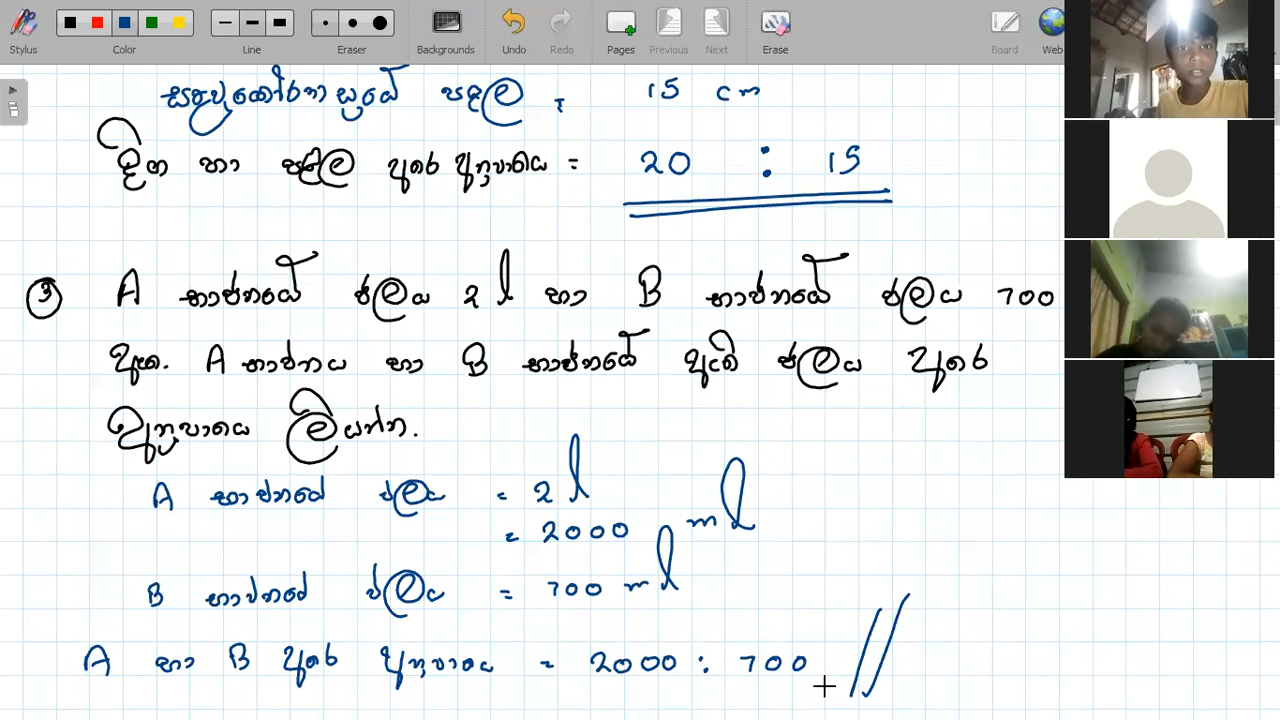 Stylus Color Line Eraser Backgrounds Undo Redo Pages Previous Next Erase Board Web
සෘජුකෝරනාස්‍රයේ පළල = 15 cm
දිග හා පළල අතර අනුපාතය = 20 : 15
③ A භාජනයේ ජලය 2 l හා B භාජනයේ ජලය 700
ඇත. A භාජනය හා B භාජනයේ ඇති ජලය අතර
අනුපාතය ලියන්න.
A භාජනයේ ජලය = 2 l
= 2000 ml
B භාජනයේ ජලය = 700 ml
A හා B අතර අනුපාතය = 2000 : 700